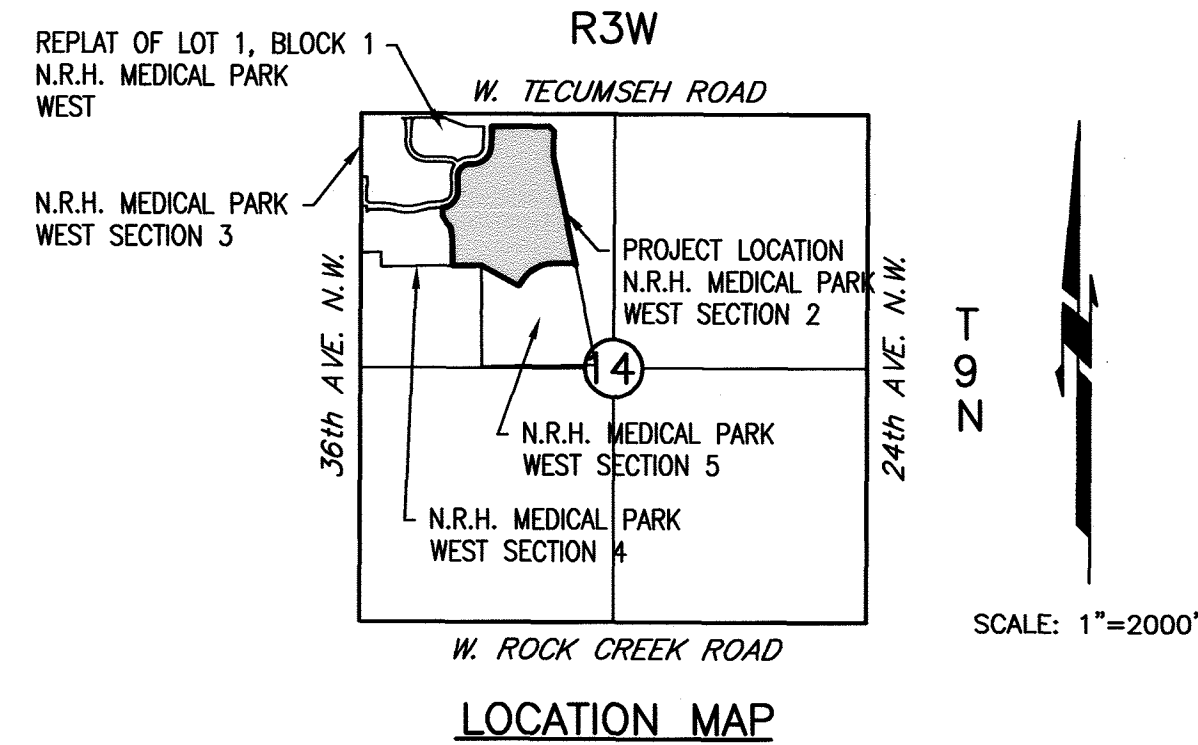 R3W
REPLAT OF LOT 1, BLOCK 1
N.R.H. MEDICAL PARK
WEST
W. TECUMSEH ROAD
N.R.H. MEDICAL PARK
WEST SECTION 3
PROJECT LOCATION
N.R.H. MEDICAL PARK
WEST SECTION 2
36th AVE. N.W.
24th AVE. N.W.
T
9
N
14
N.R.H. MEDICAL PARK
WEST SECTION 5
N.R.H. MEDICAL PARK
WEST SECTION 4
SCALE: 1"=2000'
W. ROCK CREEK ROAD
LOCATION MAP